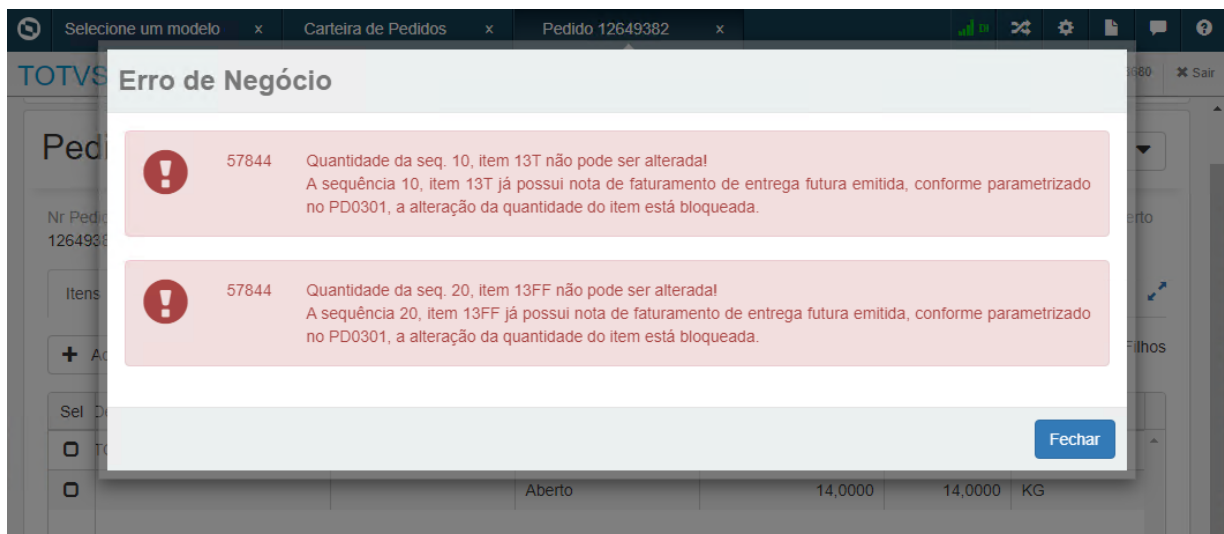 Selecione um modelo x Carteira de Pedidos x Pedido 12649382 x
TOTVS Erro de Negócio Sair
57844 Quantidade da seq. 10, item 13T não pode ser alterada!
A sequência 10, item 13T já possui nota de faturamento de entrega futura emitida, conforme parametrizado
no PD0301, a alteração da quantidade do item está bloqueada.
Nr Pedi
1264938
57844 Quantidade da seq. 20, item 13FF não pode ser alterada!
A sequência 20, item 13FF já possui nota de faturamento de entrega futura emitida, conforme parametrizado
no PD0301, a alteração da quantidade do item está bloqueada.
Itens
Filhos
Sel
Fechar
Aberto 14,0000 14,0000 KG